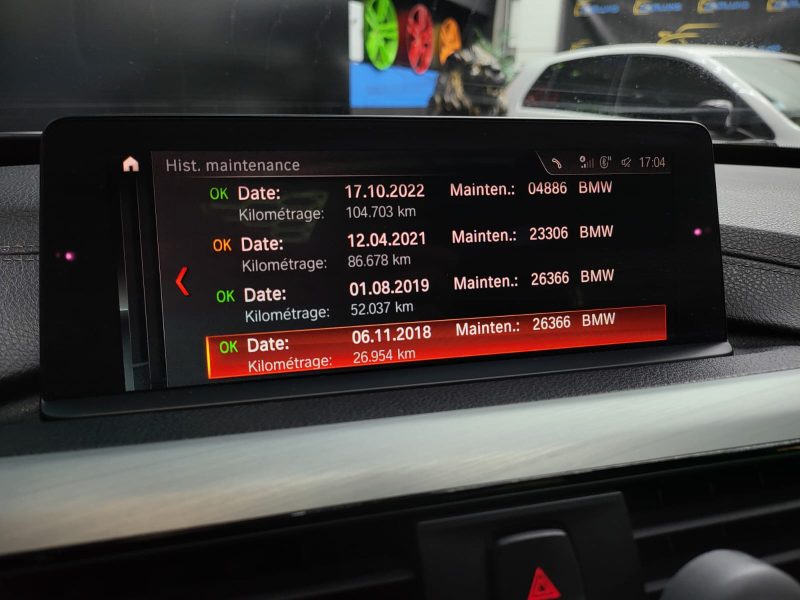 Hist. maintenance 17:04
OK Date: 17.10.2022 Mainten.: 04886 BMW
Kilométrage: 104.703 km
OK Date: 12.04.2021 Mainten.: 23306 BMW
Kilométrage: 86.678 km
OK Date: 01.08.2019 Mainten.: 26366 BMW
Kilométrage: 52.037 km
OK Date: 06.11.2018 Mainten.: 26366 BMW
Kilométrage: 26.954 km